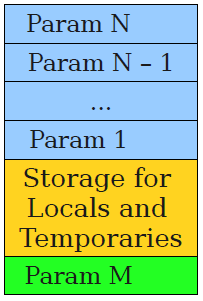 Param N
Param N – 1
...
Param 1
Storage for
Locals and
Temporaries
Param M